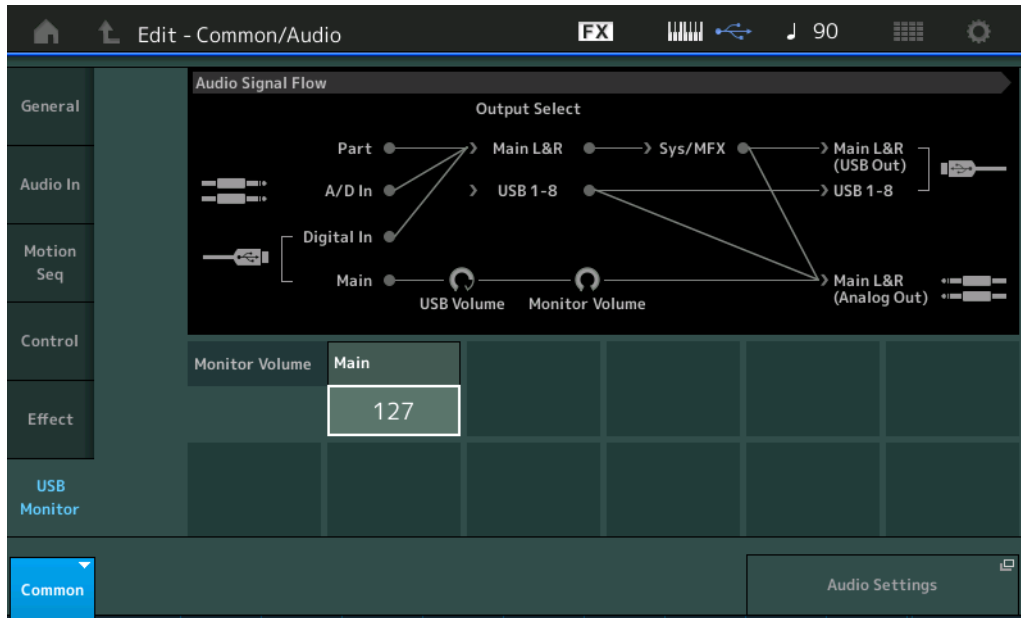 Edit - Common/Audio FX 90
General
Audio In
Motion
Seq
Control
Effect
USB
Monitor
Common
Audio Signal Flow
Output Select
Part Main L&R Sys/MFX Main L&R
(USB Out)
A/D In USB 1-8 USB 1-8
Digital In
Main Main L&R
(Analog Out)
USB Volume Monitor Volume
Monitor Volume Main
127
Audio Settings